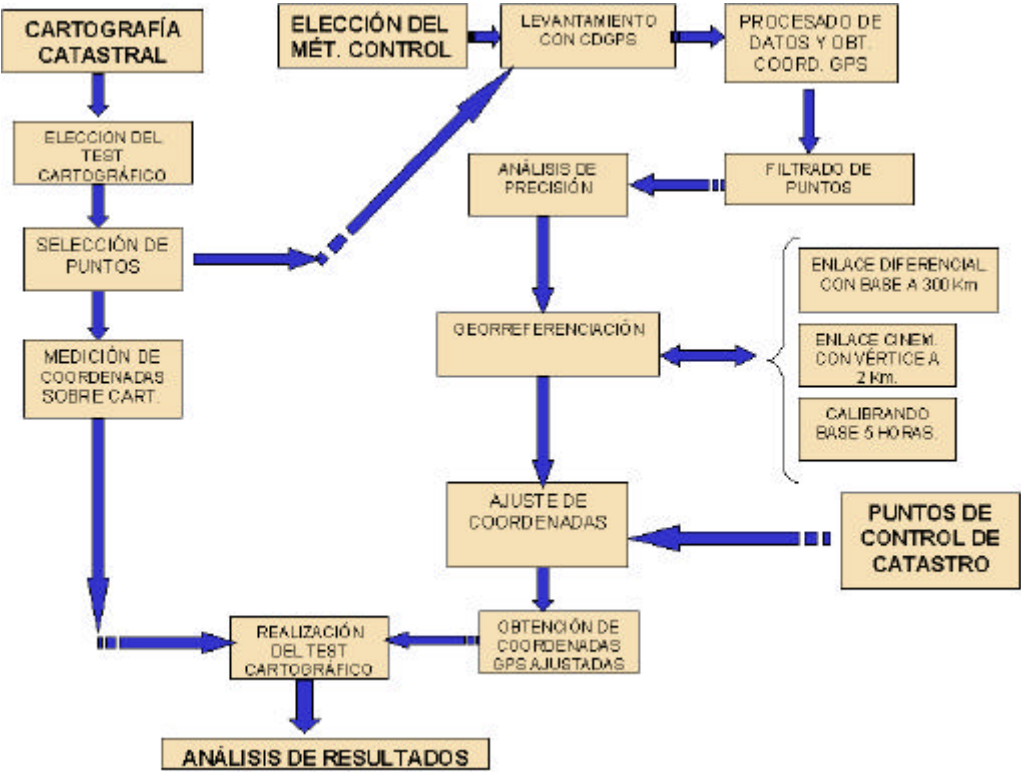 CARTOGRAFÍA
CATASTRAL
ELECCIÓN DEL
MÉT. CONTROL
LEVANTAMIENTO
CON CDGPS
PROCESADO DE
DATOS Y OBT.
COORD. GPS
ELECCION DEL
TEST
CARTOGRÁFICO
ANÁLISIS DE
PRECISIÓN
FILTRADO DE
PUNTOS
SELECCIÓN DE
PUNTOS
ENLACE DIFERENCIAL
CON BASE A 300 Km
GEORREFERENCIACIÓN
ENLACE CINEM.
CON VÉRTICE A
2 Km.
MEDICIÓN DE
COORDENADAS
SOBRE CART.
CALIBRANDO
BASE 5 HORAS.
AJUSTE DE
COORDENADAS
PUNTOS DE
CONTROL DE
CATASTRO
REALIZACIÓN
DEL TEST
CARTOGRÁFICO
OBTENCIÓN DE
COORDENADAS
GPS AJUSTADAS
ANÁLISIS DE RESULTADOS